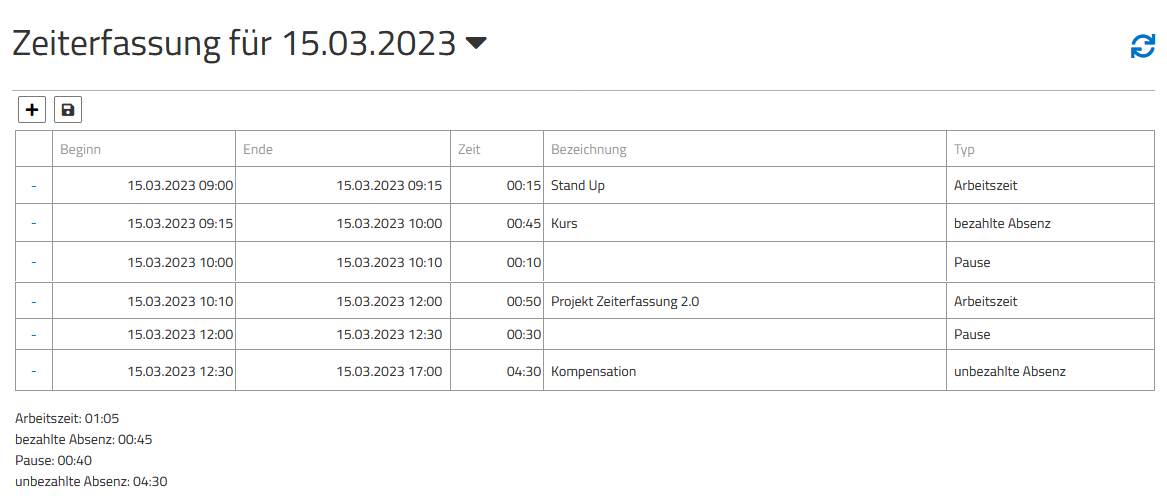 Zeiterfassung für 15.03.2023
Beginn Ende Zeit Bezeichnung Typ
- 15.03.2023 09:00 15.03.2023 09:15 00:15 Stand Up Arbeitszeit
- 15.03.2023 09:15 15.03.2023 10:00 00:45 Kurs bezahlte Absenz
- 15.03.2023 10:00 15.03.2023 10:10 00:10 Pause
- 15.03.2023 10:10 15.03.2023 12:00 00:50 Projekt Zeiterfassung 2.0 Arbeitszeit
- 15.03.2023 12:00 15.03.2023 12:30 00:30 Pause
- 15.03.2023 12:30 15.03.2023 17:00 04:30 Kompensation unbezahlte Absenz
Arbeitszeit: 01:05
bezahlte Absenz: 00:45
Pause: 00:40
unbezahlte Absenz: 04:30